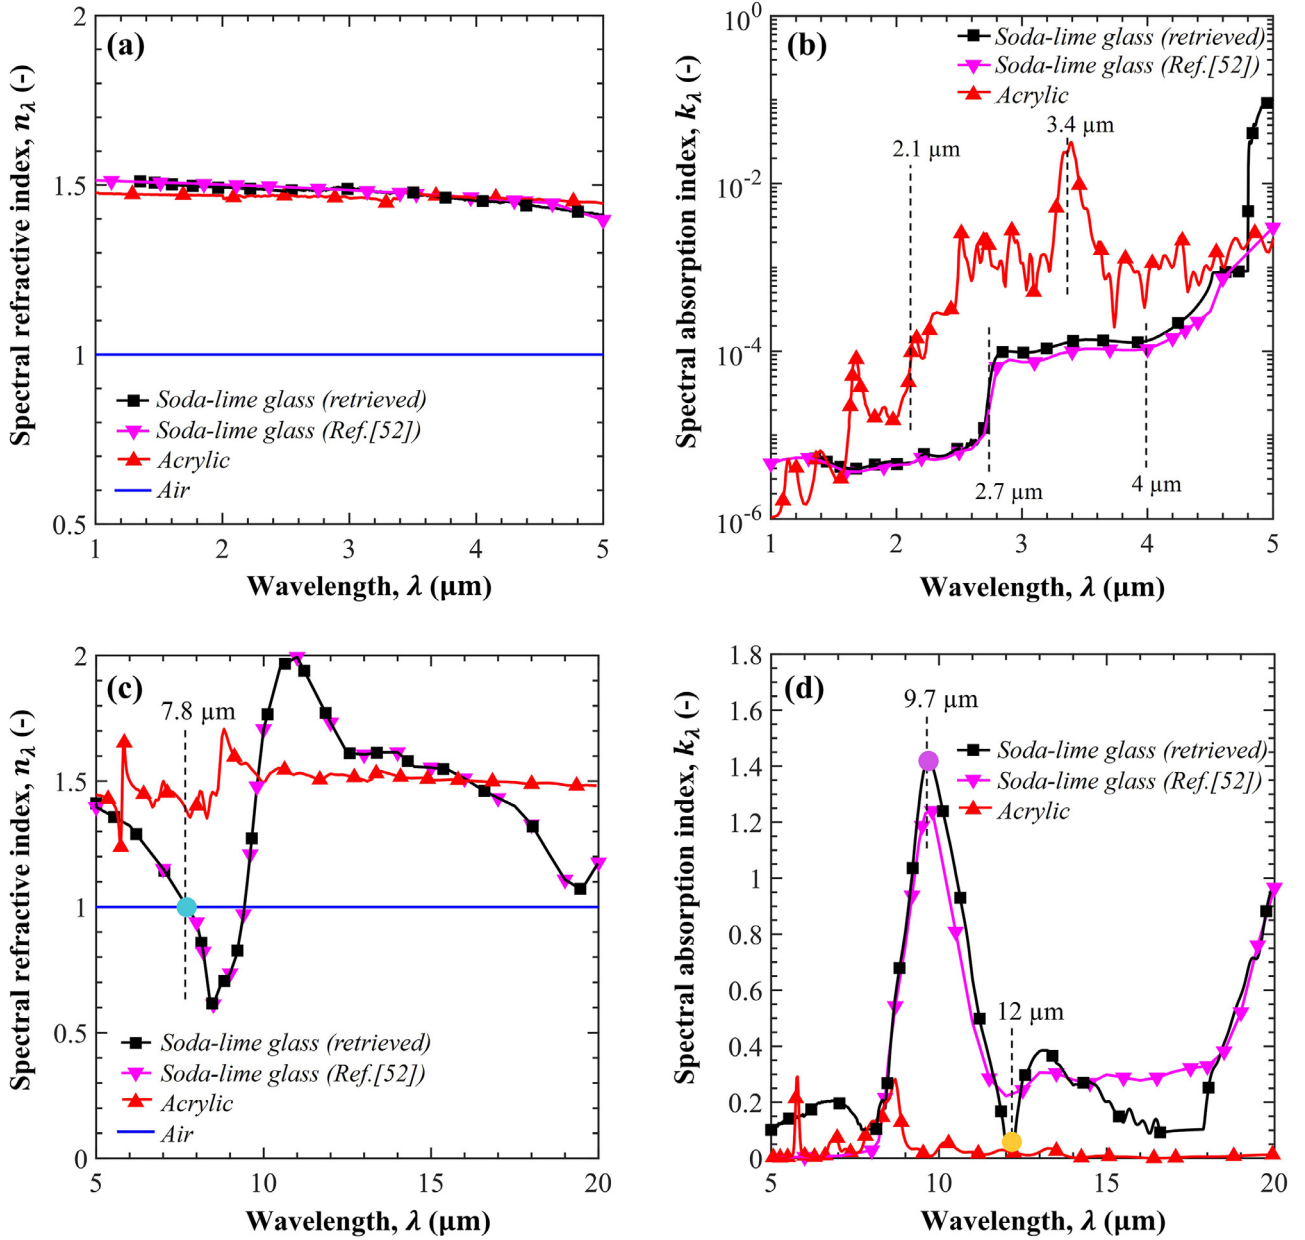 (a)
2
1.5
1
0.5
1
2
3
4
5
Spectral refractive index, nλ (-)
Wavelength, λ (μm)
Soda-lime glass (retrieved)
Soda-lime glass (Ref.[52])
Acrylic
Air
(b)
10⁰
10⁻²
10⁻⁴
10⁻⁶
1
2
3
4
5
Spectral absorption index, kλ (-)
Wavelength, λ (μm)
Soda-lime glass (retrieved)
Soda-lime glass (Ref.[52])
Acrylic
2.1 μm
3.4 μm
2.7 μm
4 μm
(c)
2
1.5
1
0.5
0
5
10
15
20
Spectral refractive index, nλ (-)
Wavelength, λ (μm)
7.8 μm
Soda-lime glass (retrieved)
Soda-lime glass (Ref.[52])
Acrylic
Air
(d)
1.8
1.6
1.4
1.2
1
0.8
0.6
0.4
0.2
0
5
10
15
20
Spectral absorption index, kλ (-)
Wavelength, λ (μm)
9.7 μm
Soda-lime glass (retrieved)
Soda-lime glass (Ref.[52])
Acrylic
12 μm